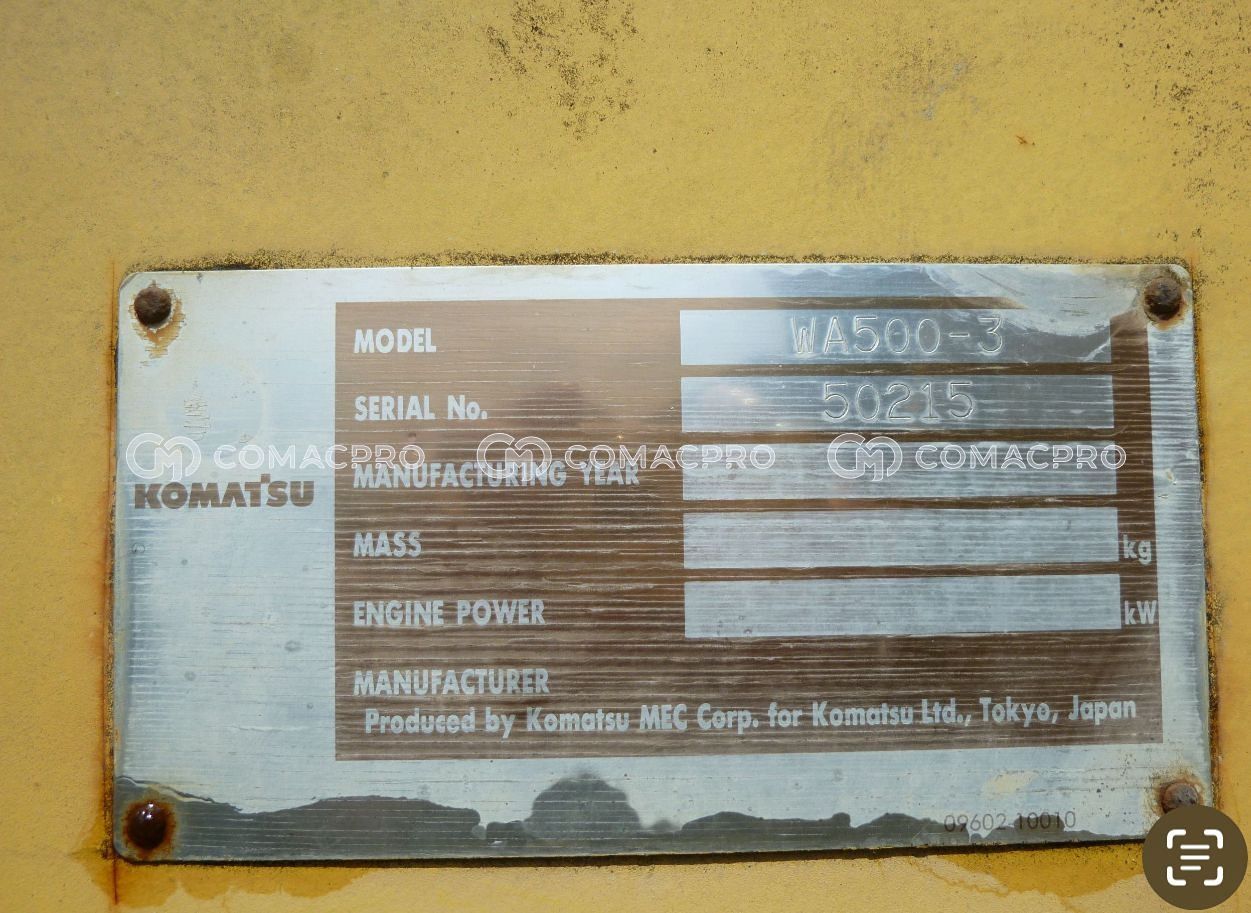 MODEL WA500-3
SERIAL No. 50215
COMACPRO COMACPRO COMACPRO
MANUFACTURING YEAR
KOMATSU
MASS kg
ENGINE POWER kW
MANUFACTURER
Produced by Komatsu MEC Corp. for Komatsu Ltd., Tokyo, Japan
09602-10010